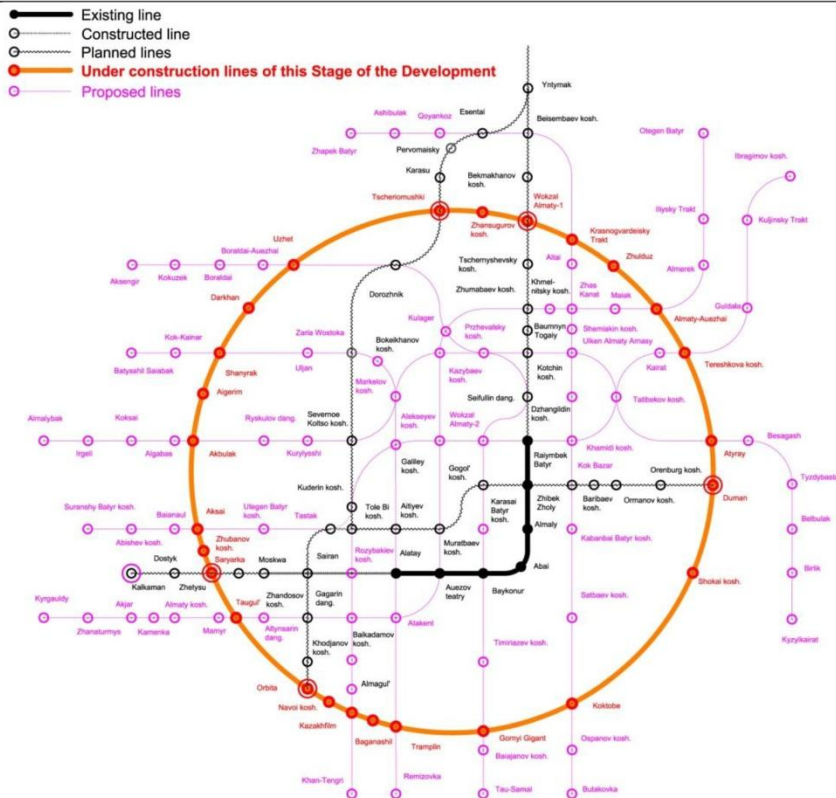 Existing line
Constructed line
Planned lines
Under construction lines of this Stage of the Development
Proposed lines
Yntymak
Ashibulak
Qoyankoz
Esentai
Beisembaev kosh.
Otegen Batyr
Zhapek Batyr
Pervomaisky
Ibragimov kosh.
Karasu
Bekmakhanov
kosh.
Tscheriomushki
Wokzal
Almaty-1
Iliysky Trakt
Kuljinsky Trakt
Zhansugurov
kosh.
Krasnogvardeisky
Trakt
Uzhet
Boraldai-Auezhai
Boraldai
Kokuzek
Aksengir
Tschernyshevsky
kosh.
Altai
Zhulduz
Almerek
Dorozhnik
Zhumabaev kosh.
Khmel-
nitsky kosh.
Zhas
Kanat
Maiak
Darkhan
Guldala
Almaty-Auezhai
Kulager
Przhevalsky
kosh.
Baumnyn
Togaiy
Shemiakin kosh.
Ulken Almaty Arnasy
Zaria Wostoka
Bokeikhanov
kosh.
Kok-Kainar
Batyashil Saiabak
Shanyrak
Uljan
Markelov
kosh.
Kazybaev
kosh.
Kotchin
kosh.
Kairat
Tereshkova kosh.
Aigerim
Seifullin dang.
Dzhangildin
kosh.
Tatibekov kosh.
Almalybak
Koksai
Severnoe
Koltso kosh.
Alekseyev
kosh.
Wokzal
Almaty-2
Irgeli
Algabas
Akbulak
Ryskulov dang.
Kurylysshi
Raiymbek
Batyr
Khamidi kosh.
Atyray
Besagash
Galiley
kosh.
Gogol'
kosh.
Kok Bazar
Orenburg kosh.
Kuderin kosh.
Zhibek
Zholy
Baribaev
kosh.
Ormanov kosh.
Duman
Tyzdybasta
Suranshy Batyr kosh.
Baianaul
Aksai
Utegen Batyr
kosh.
Tastak
Tole Bi
kosh.
Aitiyev
kosh.
Karasai
Batyr kosh.
Almaly
Belbulak
Abishev kosh.
Zhubanov
kosh.
Saryarka
Muratbaev
kosh.
Kabanbai Batyr kosh.
Dostyk
Moskwa
Sairan
Rozybakiev
kosh.
Alatay
Abai
Kalkaman
Zhetysu
Zhandosov
kosh.
Gagarin
dang.
Auezov
teatry
Baykonur
Shokai kosh.
Birlik
Kyrgauldy
Akjar
Almaty kosh.
Taugul'
Zhanaturmys
Kamenka
Mamyr
Altynsarin
dang.
Khodjanov
kosh.
Baikadamov
kosh.
Atakent
Satbaev kosh.
Kyzylkairat
Timiriazev kosh.
Orbita
Almagul'
Navoi kosh.
Kazakhfilm
Baganashil
Tramplin
Gornyi Gigant
Koktobe
Baiajanov kosh.
Ospanov kosh.
Khan-Tengri
Remizovka
Tau-Samal
Butakovka